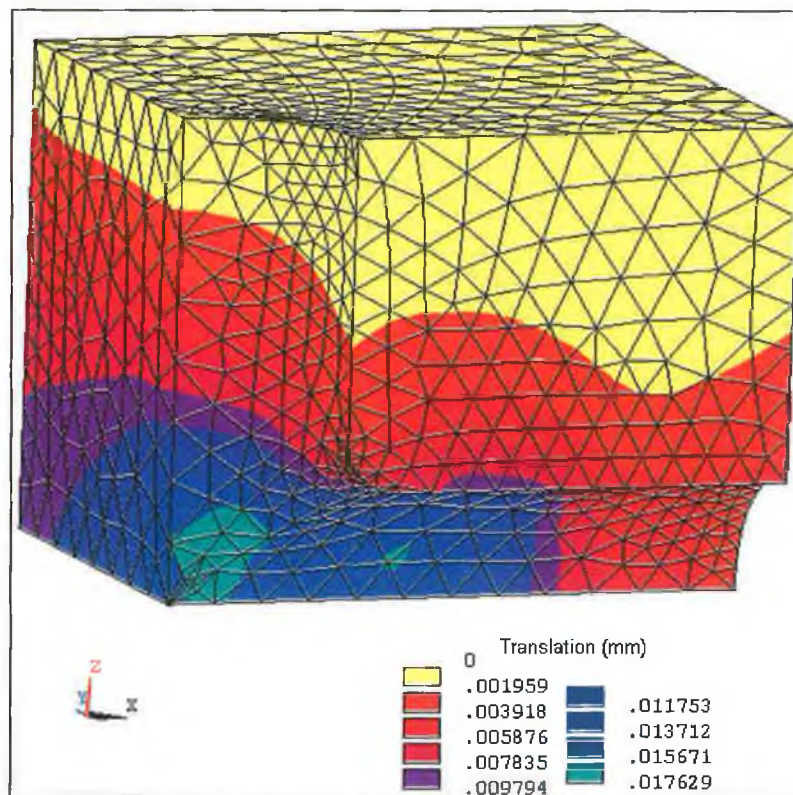 Z
Y
X
Translation (mm)
0
.001959
.003918
.005876
.007835
.009794
.011753
.013712
.015671
.017629